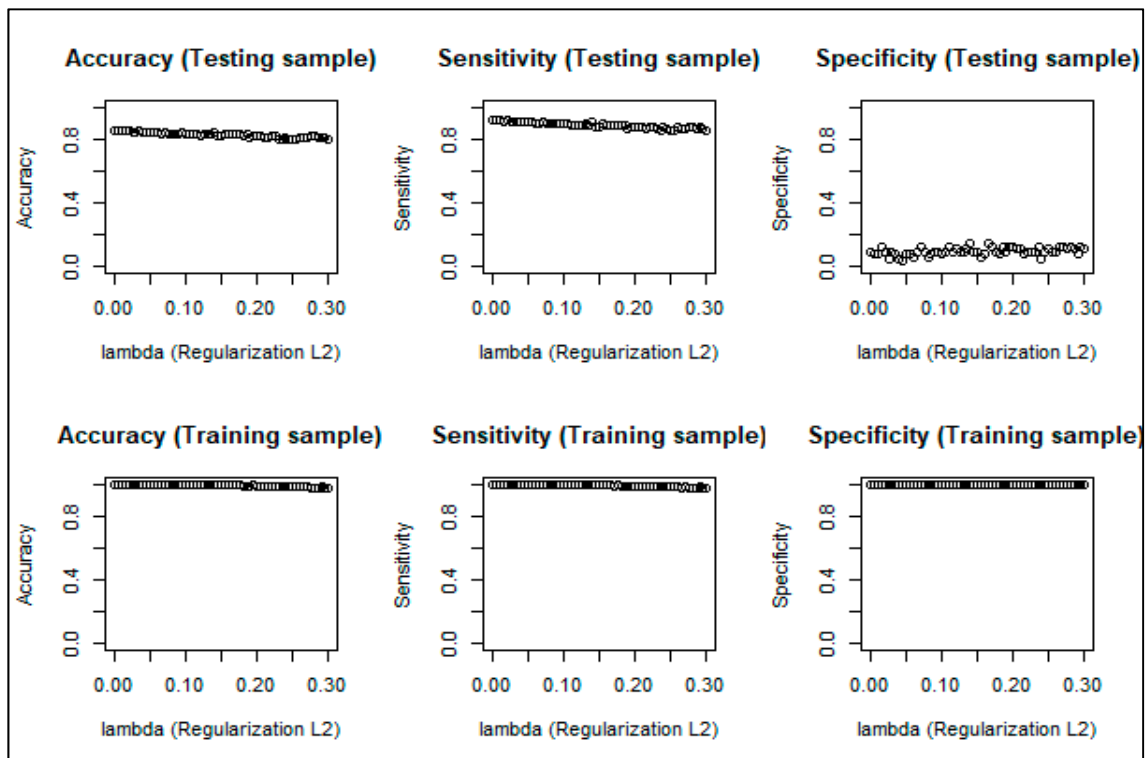 Accuracy (Testing sample)
Accuracy
0.0 0.4 0.8
0.00 0.10 0.20 0.30
lambda (Regularization L2)
Sensitivity (Testing sample)
Sensitivity
0.0 0.4 0.8
0.00 0.10 0.20 0.30
lambda (Regularization L2)
Specificity (Testing sample)
Specificity
0.0 0.4 0.8
0.00 0.10 0.20 0.30
lambda (Regularization L2)
Accuracy (Training sample)
Accuracy
0.0 0.4 0.8
0.00 0.10 0.20 0.30
lambda (Regularization L2)
Sensitivity (Training sample)
Sensitivity
0.0 0.4 0.8
0.00 0.10 0.20 0.30
lambda (Regularization L2)
Specificity (Training sample)
Specificity
0.0 0.4 0.8
0.00 0.10 0.20 0.30
lambda (Regularization L2)